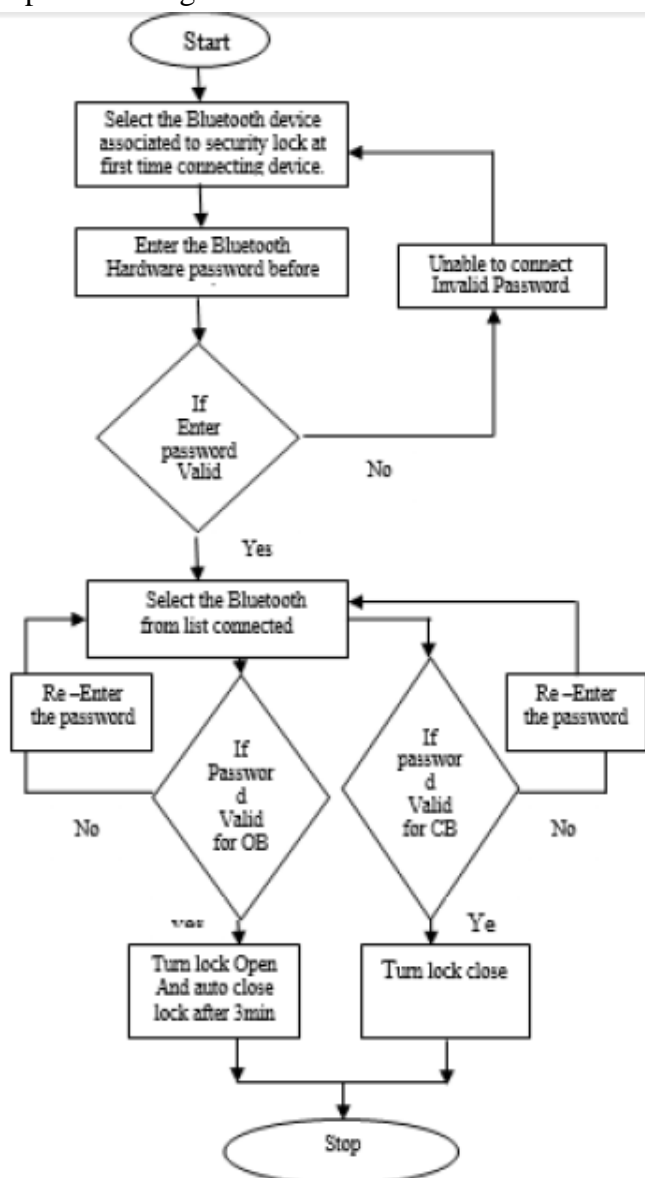 Start
Select the Bluetooth device
associated to security lock at
first time connecting device.
Enter the Bluetooth
Hardware password before
Unable to connect
Invalid Password
If
Enter
password
Valid
No
Yes
Select the Bluetooth
from list connected
Re –Enter
the password
Re –Enter
the password
If
Passwor
d
Valid
for OB
If
passwor
d
Valid
for CB
No
No
yes
Ye
Turn lock Open
And auto close
lock after 3min
Turn lock close
Stop